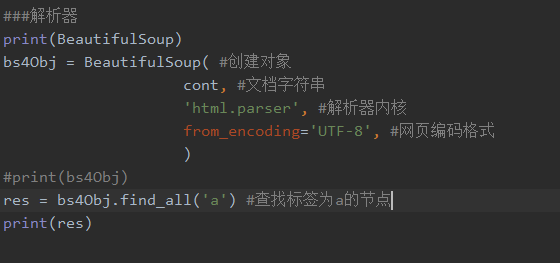 ###解析器
print(BeautifulSoup)
bs4Obj = BeautifulSoup( #创建对象
cont, #文档字符串
'html.parser', #解析器内核
from_encoding='UTF-8', #网页编码格式
)
#print(bs4Obj)
res = bs4Obj.find_all('a') #查找标签为a的节点
print(res)